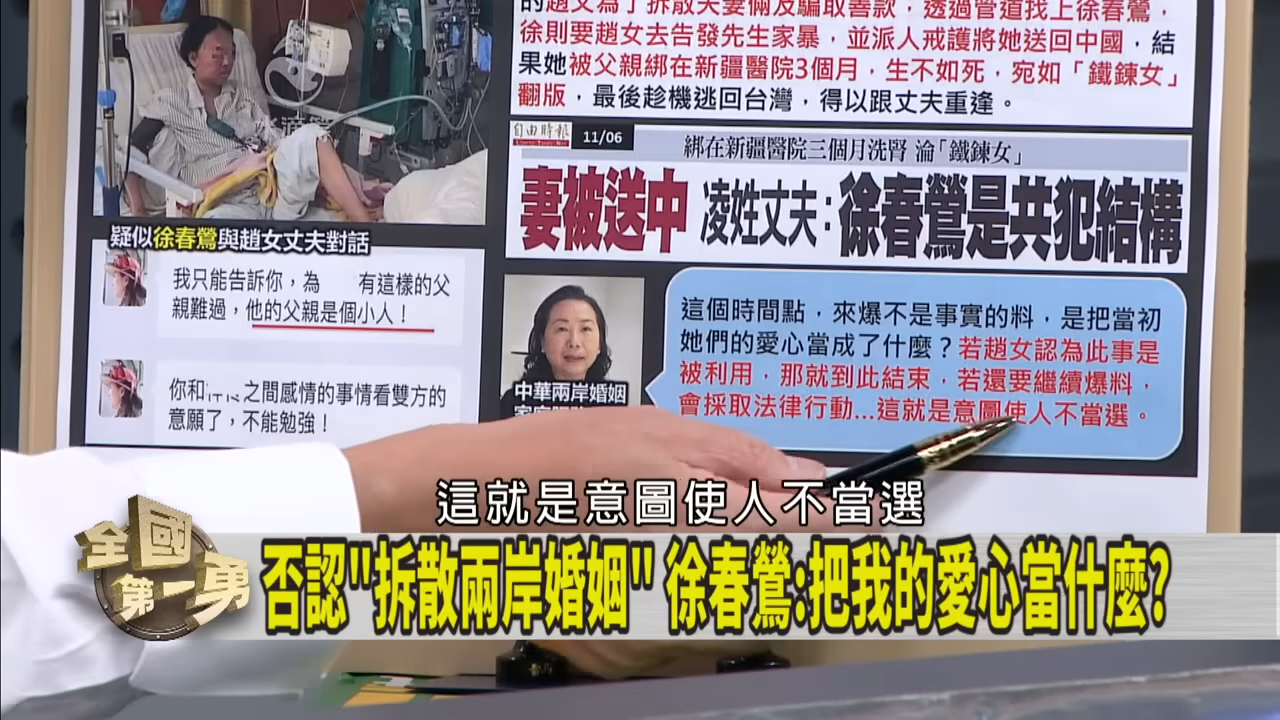 的趙父為了拆散夫妻倆及騙取善款，透過管道找上徐春鶯，
徐則要趙女去告發先生家暴，並派人戒護將她送回中國，結
果她被父親綁在新疆醫院3個月，生不如死，宛如「鐵鍊女」
翻版，最後趁機逃回台灣，得以跟丈夫重逢。
自由時報 11/06
綁在新疆醫院三個月洗腎 淪「鐵鍊女」
妻被送中 凌姓丈夫：徐春鶯是共犯結構
疑似徐春鶯與趙女丈夫對話
我只能告訴你，為 有這樣的父
親難過，他的父親是個小人！
你和 之間感情的事情看雙方的
意願了，不能勉強！
中華兩岸婚姻
這個時間點，來爆不是事實的料，是把當初
她們的愛心當成了什麼？若趙女認為此事是
被利用，那就到此結束，若還要繼續爆料，
會採取法律行動...這就是意圖使人不當選。
這就是意圖使人不當選
全國第一勇
否認"拆散兩岸婚姻" 徐春鶯:把我的愛心當什麼?